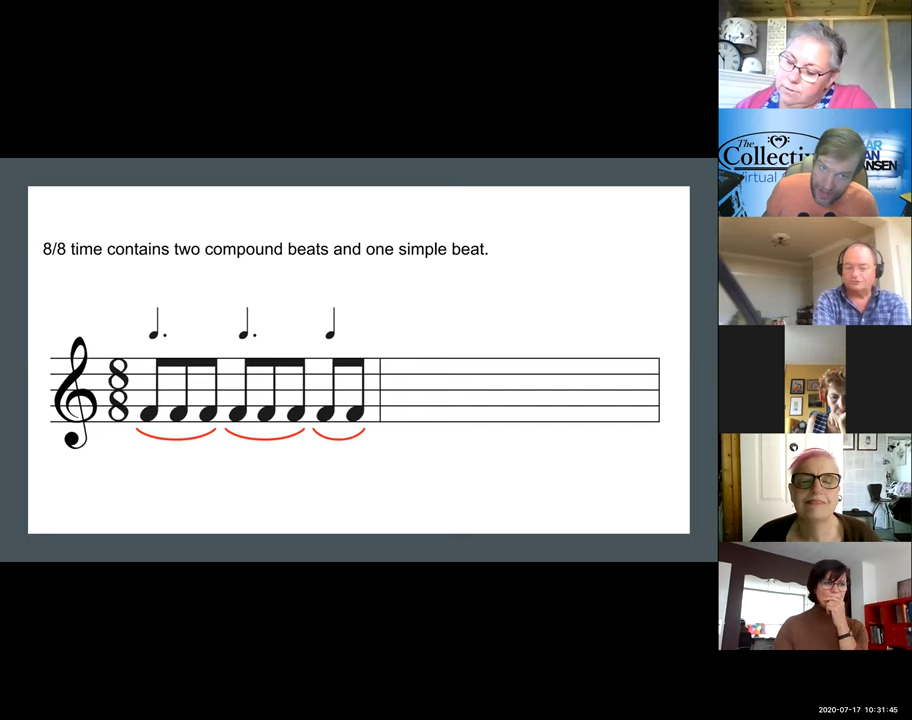 8/8 time contains two compound beats and one simple beat.
8
8
The
Virtual
2020-07-17 10:31:45